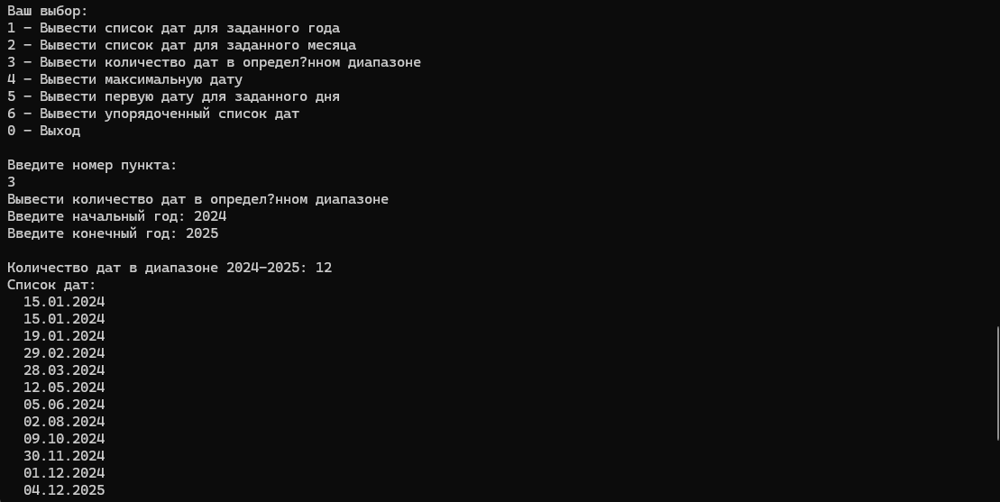 Ваш выбор:
1 – Вывести список дат для заданного года
2 – Вывести список дат для заданного месяца
3 – Вывести количество дат в определ?нном диапазоне
4 – Вывести максимальную дату
5 – Вывести первую дату для заданного дня
6 – Вывести упорядоченный список дат
0 – Выход
Введите номер пункта:
3
Вывести количество дат в определ?нном диапазоне
Введите начальный год: 2024
Введите конечный год: 2025
Количество дат в диапазоне 2024–2025: 12
Список дат:
15.01.2024
15.01.2024
19.01.2024
29.02.2024
28.03.2024
12.05.2024
05.06.2024
02.08.2024
09.10.2024
30.11.2024
01.12.2024
04.12.2025